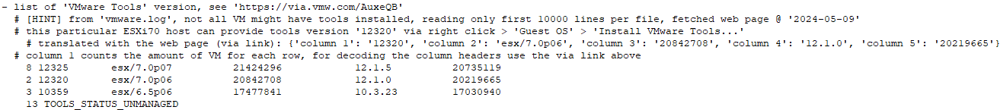 - list of 'VMware Tools' version, see 'https://via.vmw.com/AuxeQB'
# [HINT] from 'vmware.log', not all VM might have tools installed, reading only first 10000 lines per file, fetched web page @ '2024-05-09'
# this particular ESXi70 host can provide tools version '12320' via right click > 'Guest OS' > 'Install VMware Tools...'
# translated with the web page (via link): {'column 1': '12320', 'column 2': 'esx/7.0p06', 'column 3': '20842708', 'column 4': '12.1.0', 'column 5': '20219665'}
# column 1 counts the amount of VM for each row, for decoding the column headers use the via link above
8 12325 esx/7.0p07 21424296 12.1.5 20735119
2 12320 esx/7.0p06 20842708 12.1.0 20219665
3 10359 esx/6.5p06 17477841 10.3.23 17030940
13 TOOLS_STATUS_UNMANAGED